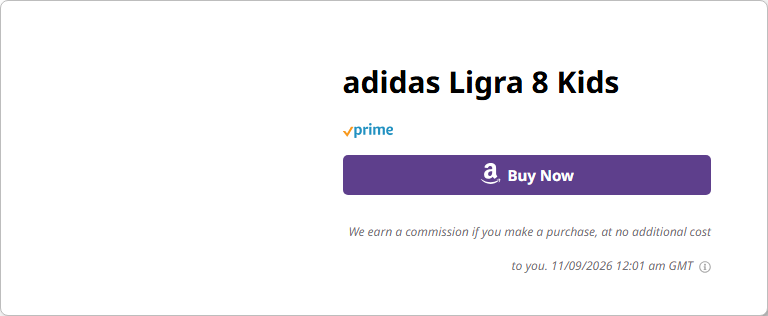 adidas Ligra 8 Kids
prime
a Buy Now
We earn a commission if you make a purchase, at no additional cost
to you. 11/09/2026 12:01 am GMT